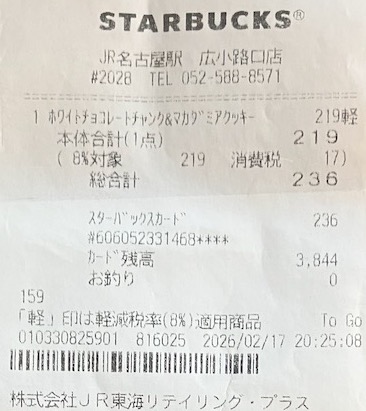 STARBUCKS®
JR名古屋駅 広小路口店
#2028 TEL 052-588-8571
1 ホワイトチョコレートチャンク&マカダミアクッキー 219軽
本体合計(1点) 219
( 8%対象 219 消費税 17)
総合計 236
スターバックスカード 236
#606052331468****
カード残高 3,844
お釣り 0
159
「軽」印は軽減税率(8%)適用商品 To Go
010330825901 816025 2026/02/17 20:25:08
株式会社JR東海リテイリング・プラス